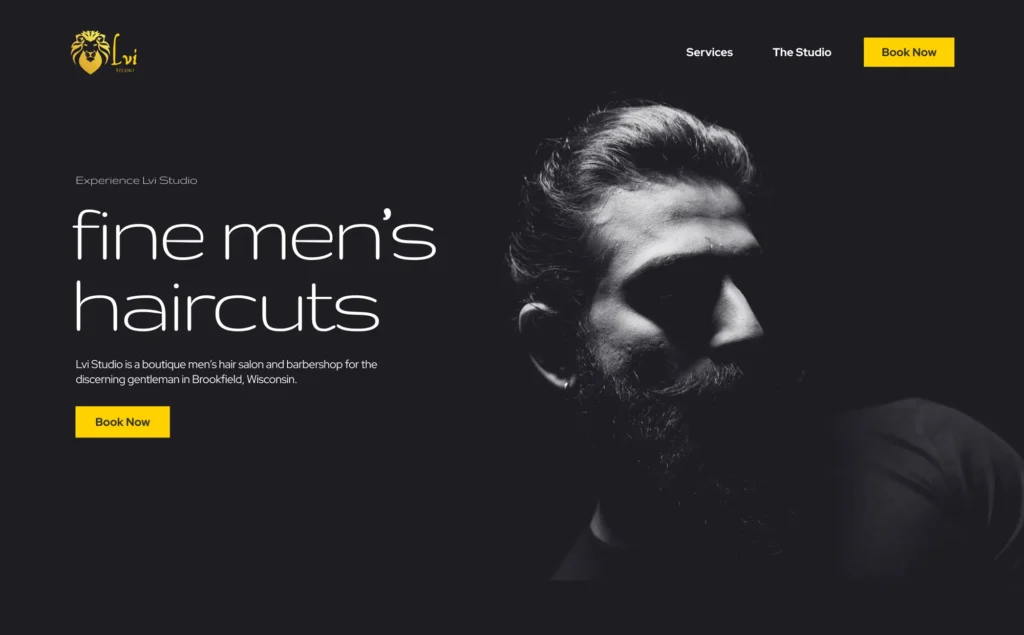 Lvi
STUDIO
Services
The Studio
Book Now
Experience Lvi Studio
fine men’s
haircuts
Lvi Studio is a boutique men’s hair salon and barbershop for the
discerning gentleman in Brookfield, Wisconsin.
Book Now